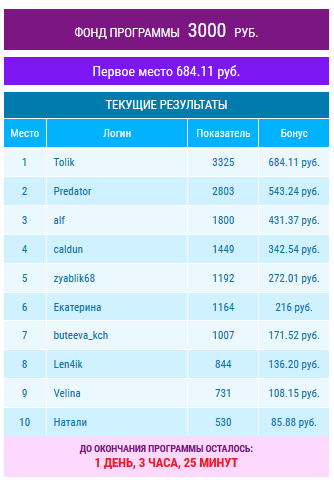 ФОНД ПРОГРАММЫ 3000 РУБ.
Первое место 684.11 руб.
ТЕКУЩИЕ РЕЗУЛЬТАТЫ
Место Логин Показатель Бонус
1 Tolik 3325 684.11 руб.
2 Predator 2803 543.24 руб.
3 alf 1800 431.37 руб.
4 caldun 1449 342.54 руб.
5 zyablik68 1192 272.01 руб.
6 Екатерина 1164 216 руб.
7 buteeva_kch 1007 171.52 руб.
8 Len4ik 844 136.20 руб.
9 Velina 731 108.15 руб.
10 Натали 530 85.88 руб.
ДО ОКОНЧАНИЯ ПРОГРАММЫ ОСТАЛОСЬ:
1 ДЕНЬ, 3 ЧАСА, 25 МИНУТ